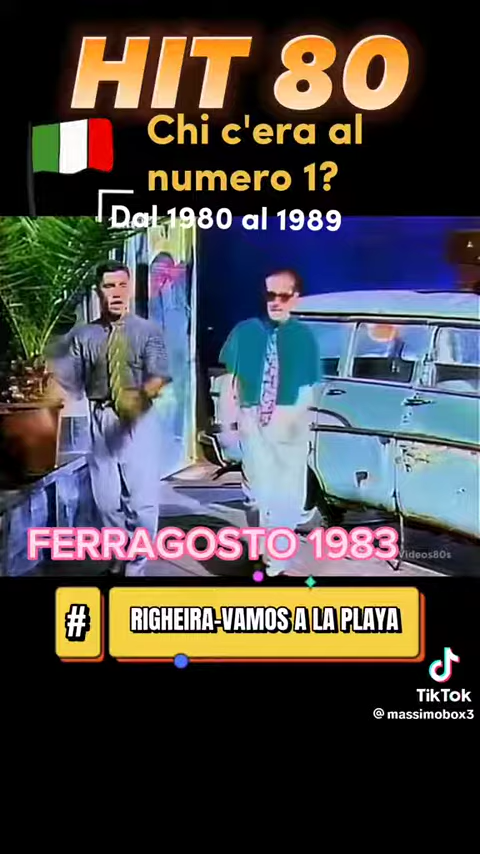 HIT 80
Chi c'era al
numero 1?
Dal 1980 al 1989
FERRAGOSTO 1983
Videos80s
# RIGHEIRA-VAMOS A LA PLAYA
TikTok
@massimobox3